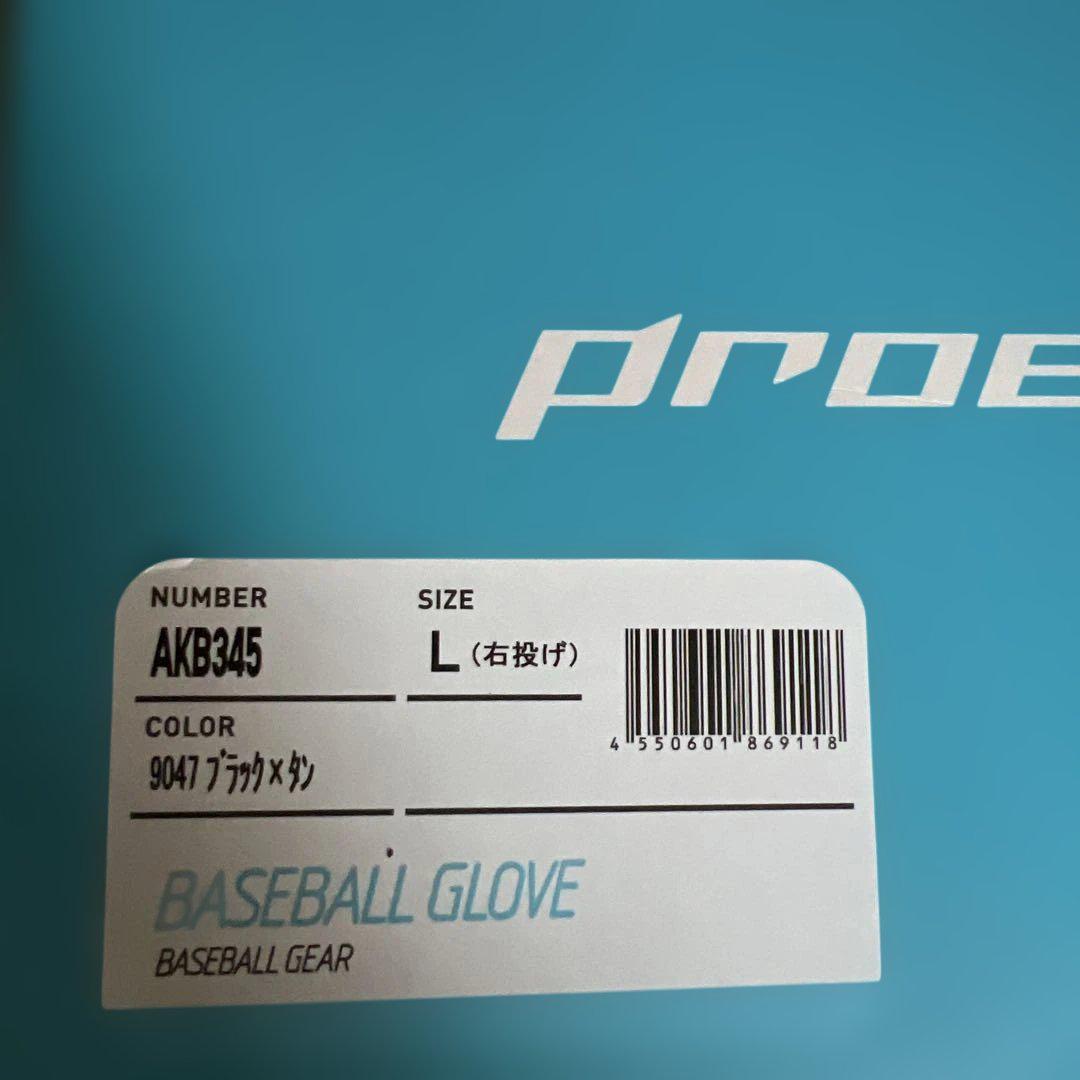 proe
NUMBER
AKB345
SIZE
L(右投げ)
4 550601 869118
COLOR
9047 ブラック×タン
BASEBALL GLOVE
BASEBALL GEAR